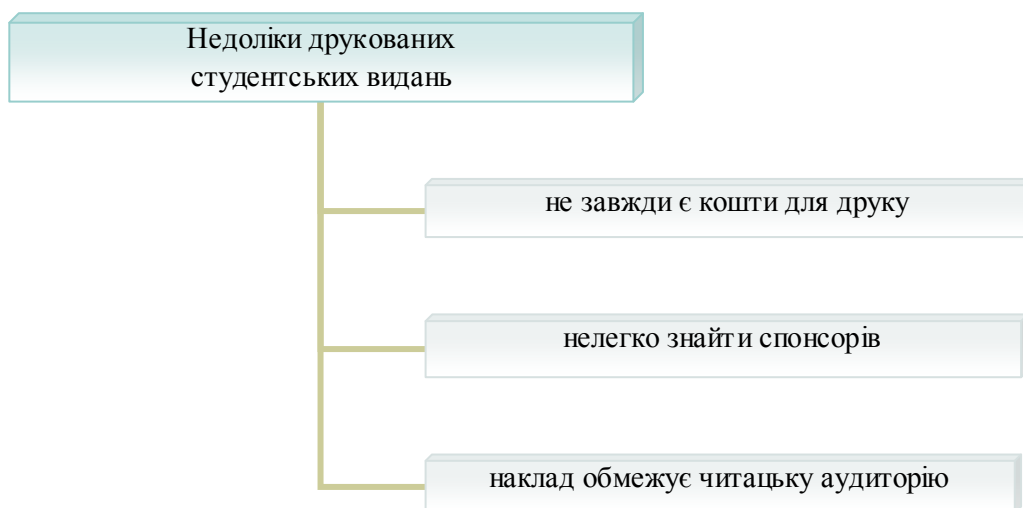 Недоліки друкованих
студентських видань
не завжди є кошти для друку
нелегко знайти спонсорів
наклад обмежує читацьку аудиторію